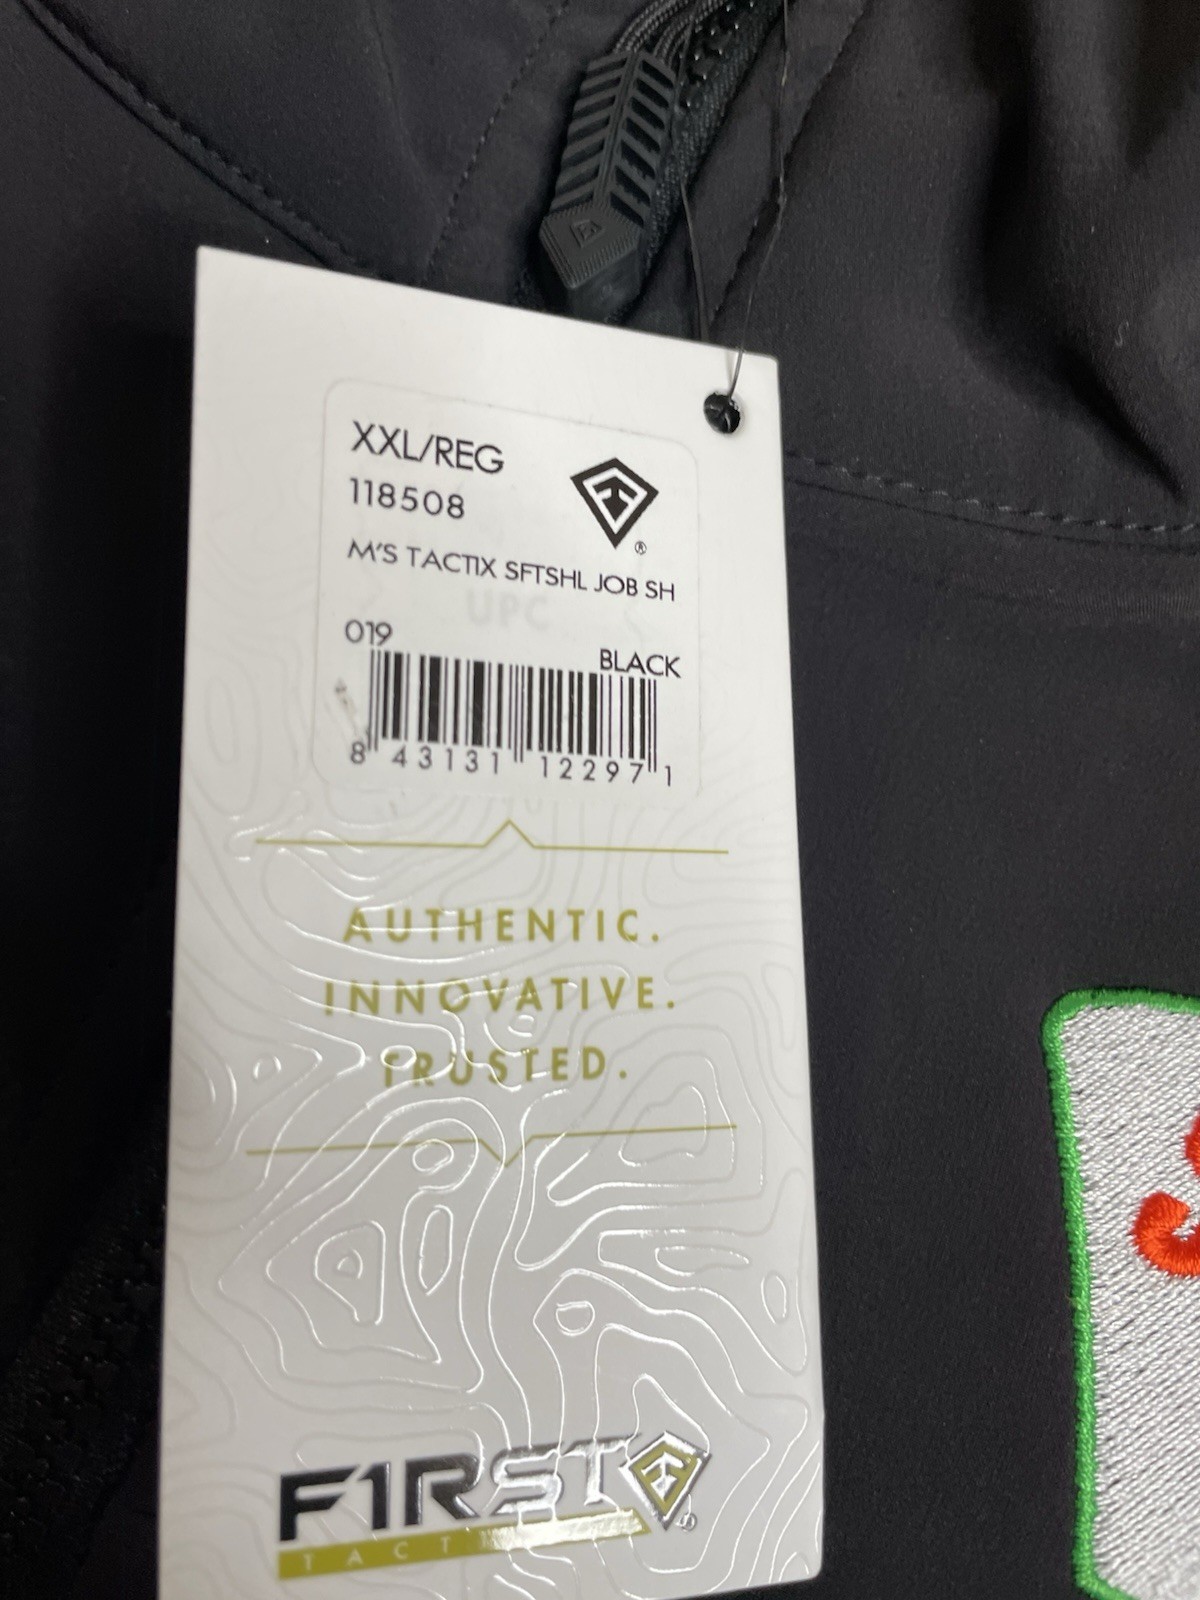 XXL/REG
118508
®
M'S TACTIX SFTSHL JOB SH
UPC
019
BLACK
8 43131 12297 1
AUTHENTIC.
INNOVATIVE.
TRUSTED.
F1RST